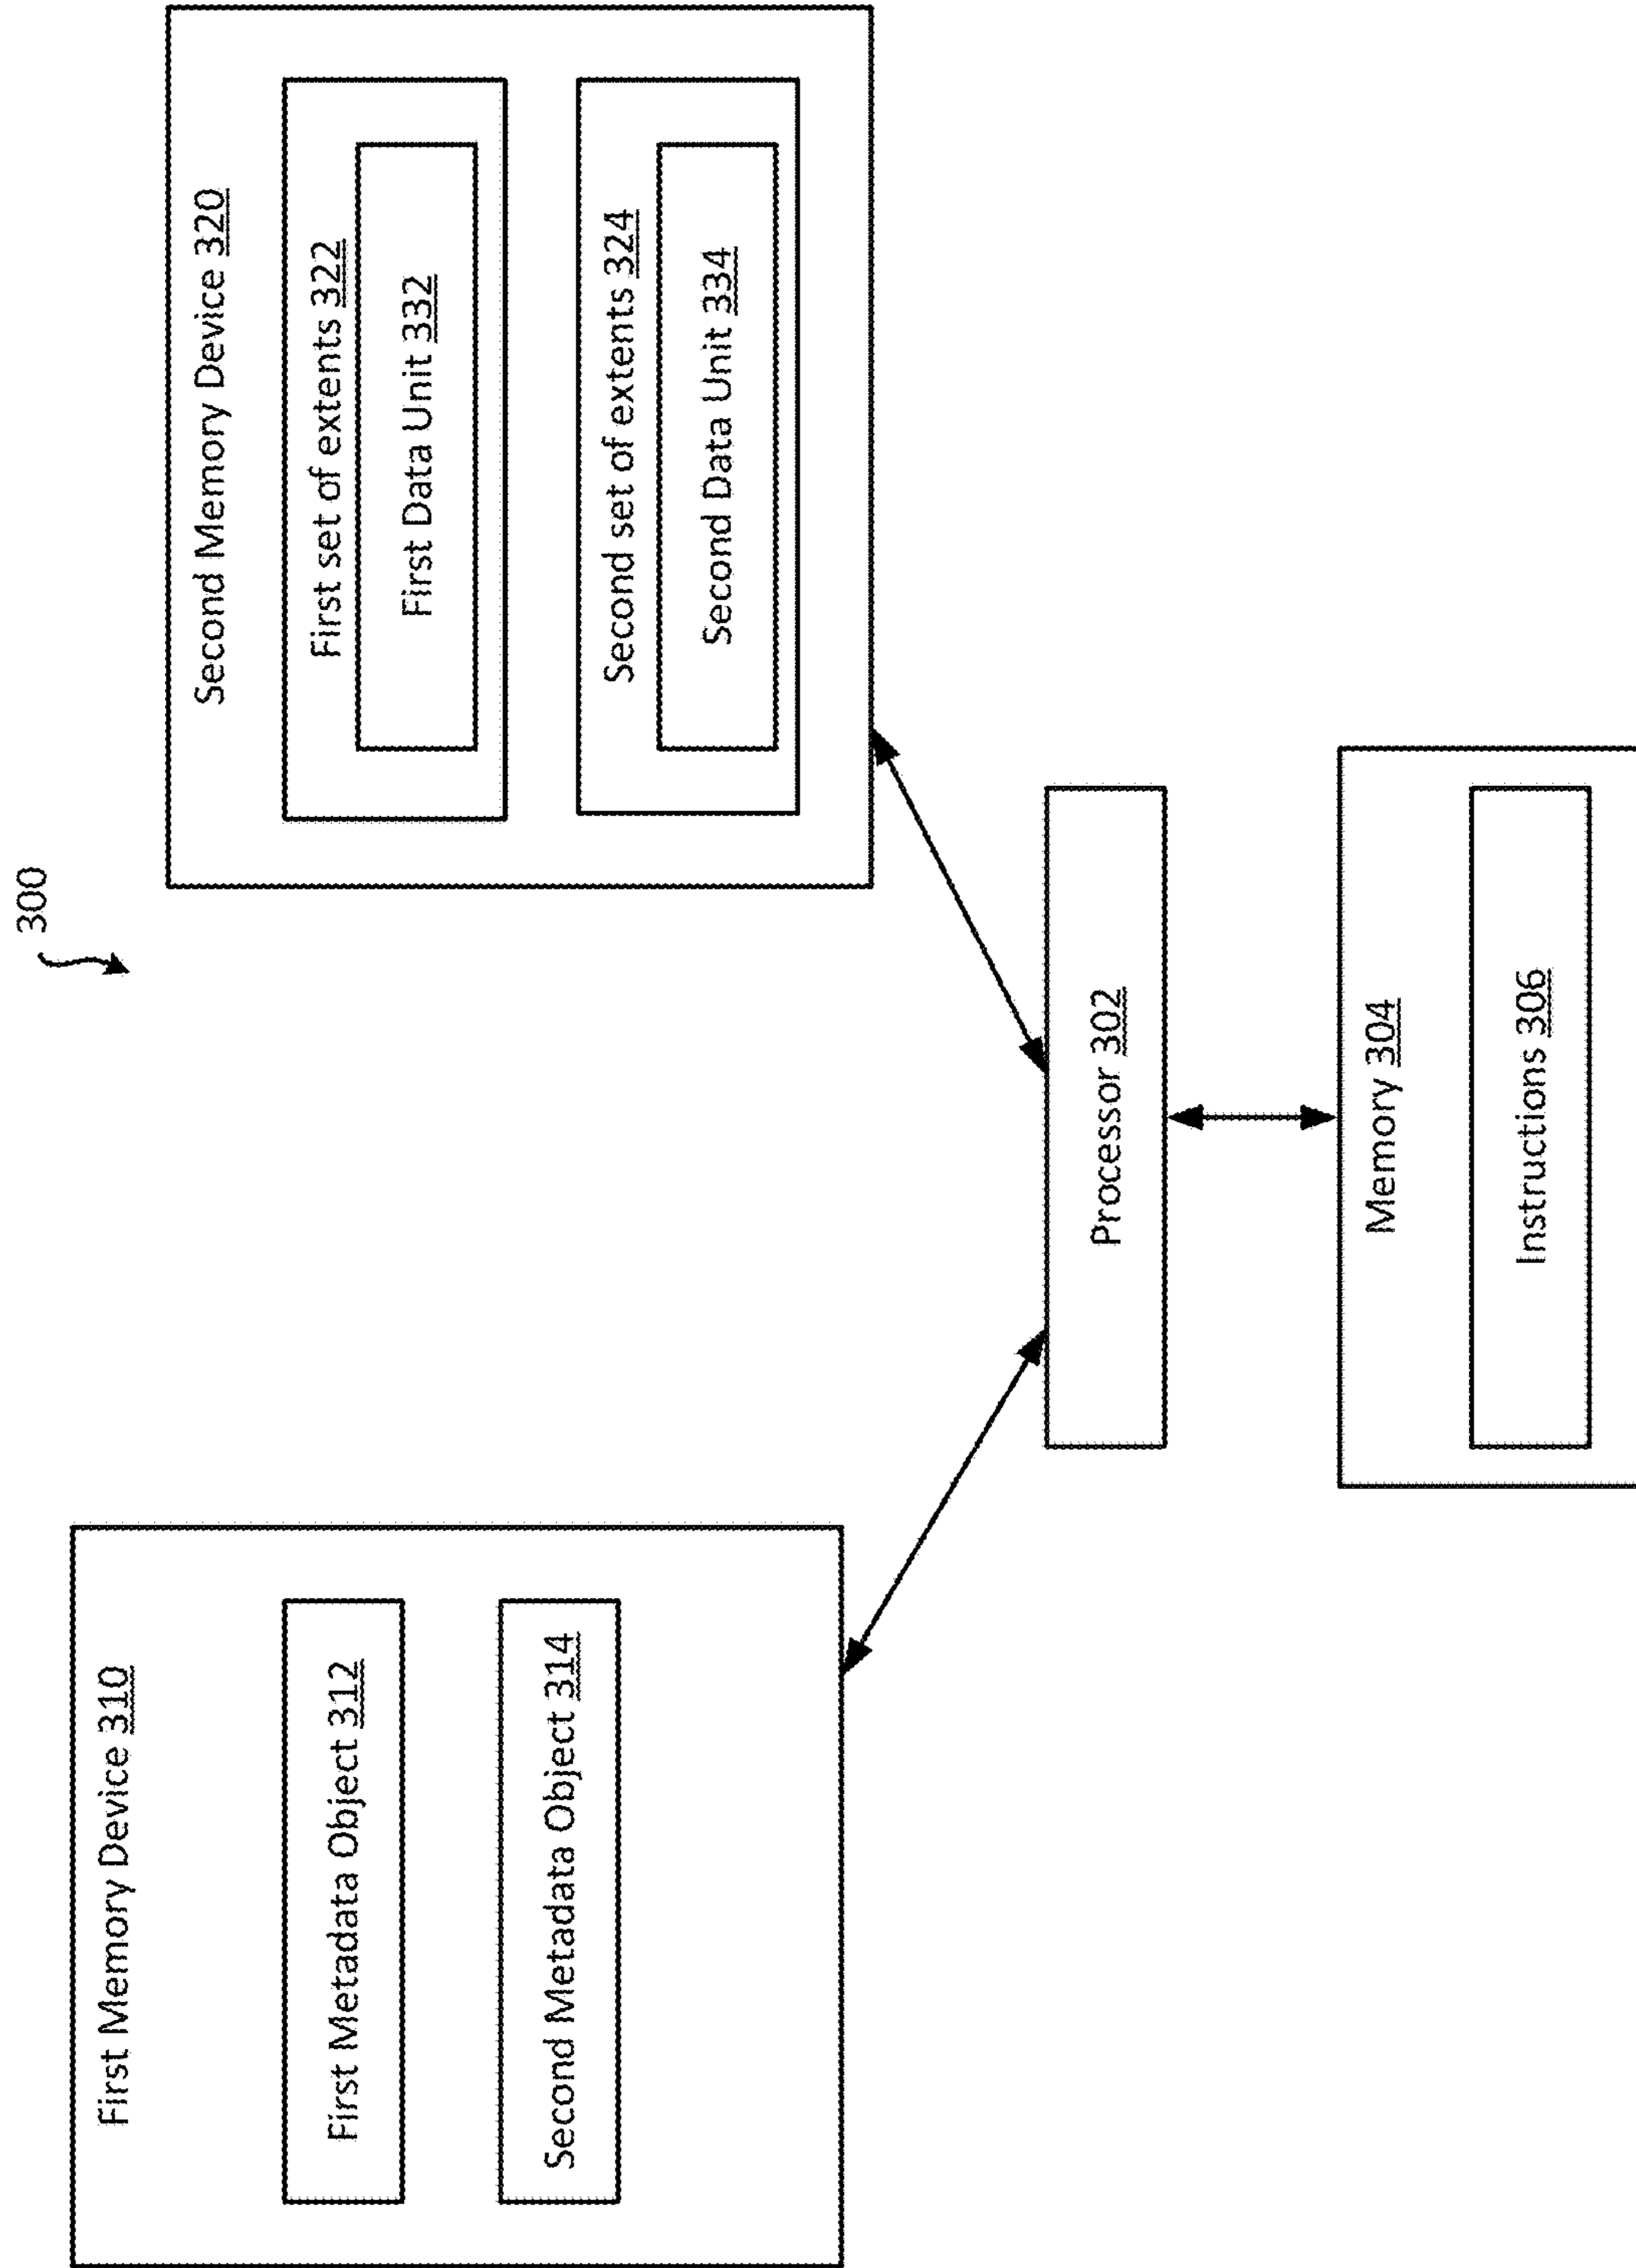 300
First Memory Device 310
First Metadata Object 312
Second Metadata Object 314
Second Memory Device 320
First set of extents 322
First Data Unit 332
Second set of extents 324
Second Data Unit 334
Processor 302
Memory 304
Instructions 306